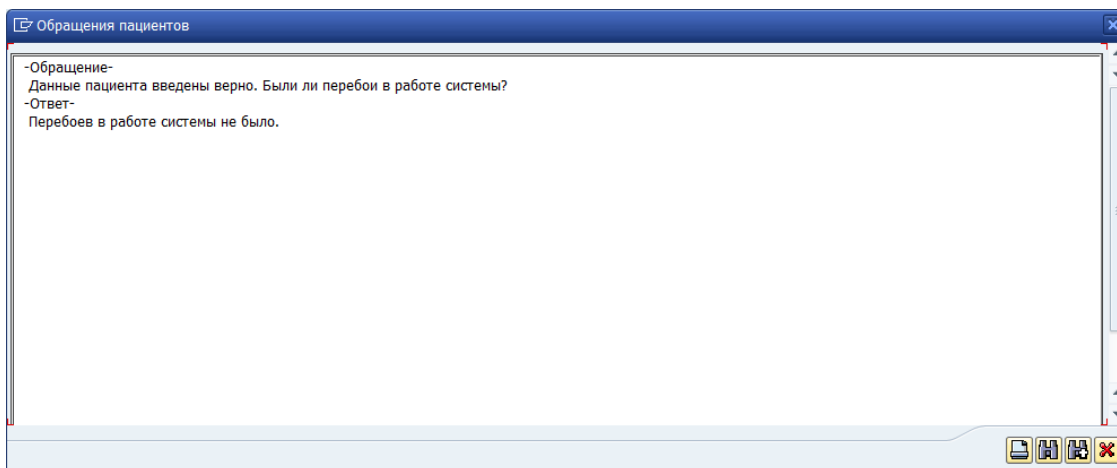 Обращения пациентов
-Обращение-
Данные пациента введены верно. Были ли перебои в работе системы?
-Ответ-
Перебоев в работе системы не было.